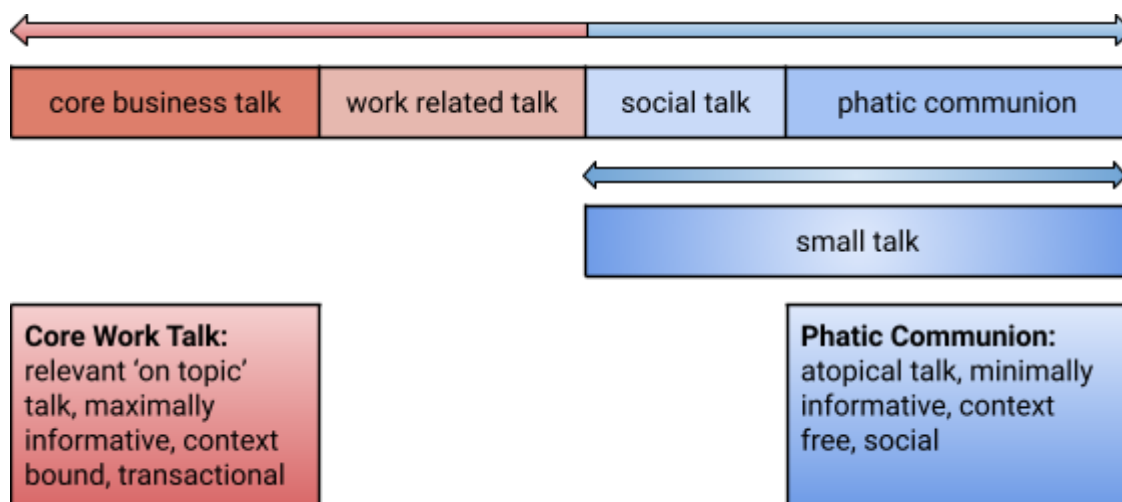 core business talk
work related talk
social talk
phatic communion
small talk
Core Work Talk:
relevant ‘on topic’
talk, maximally
informative, context
bound, transactional
Phatic Communion:
atopical talk, minimally
informative, context
free, social